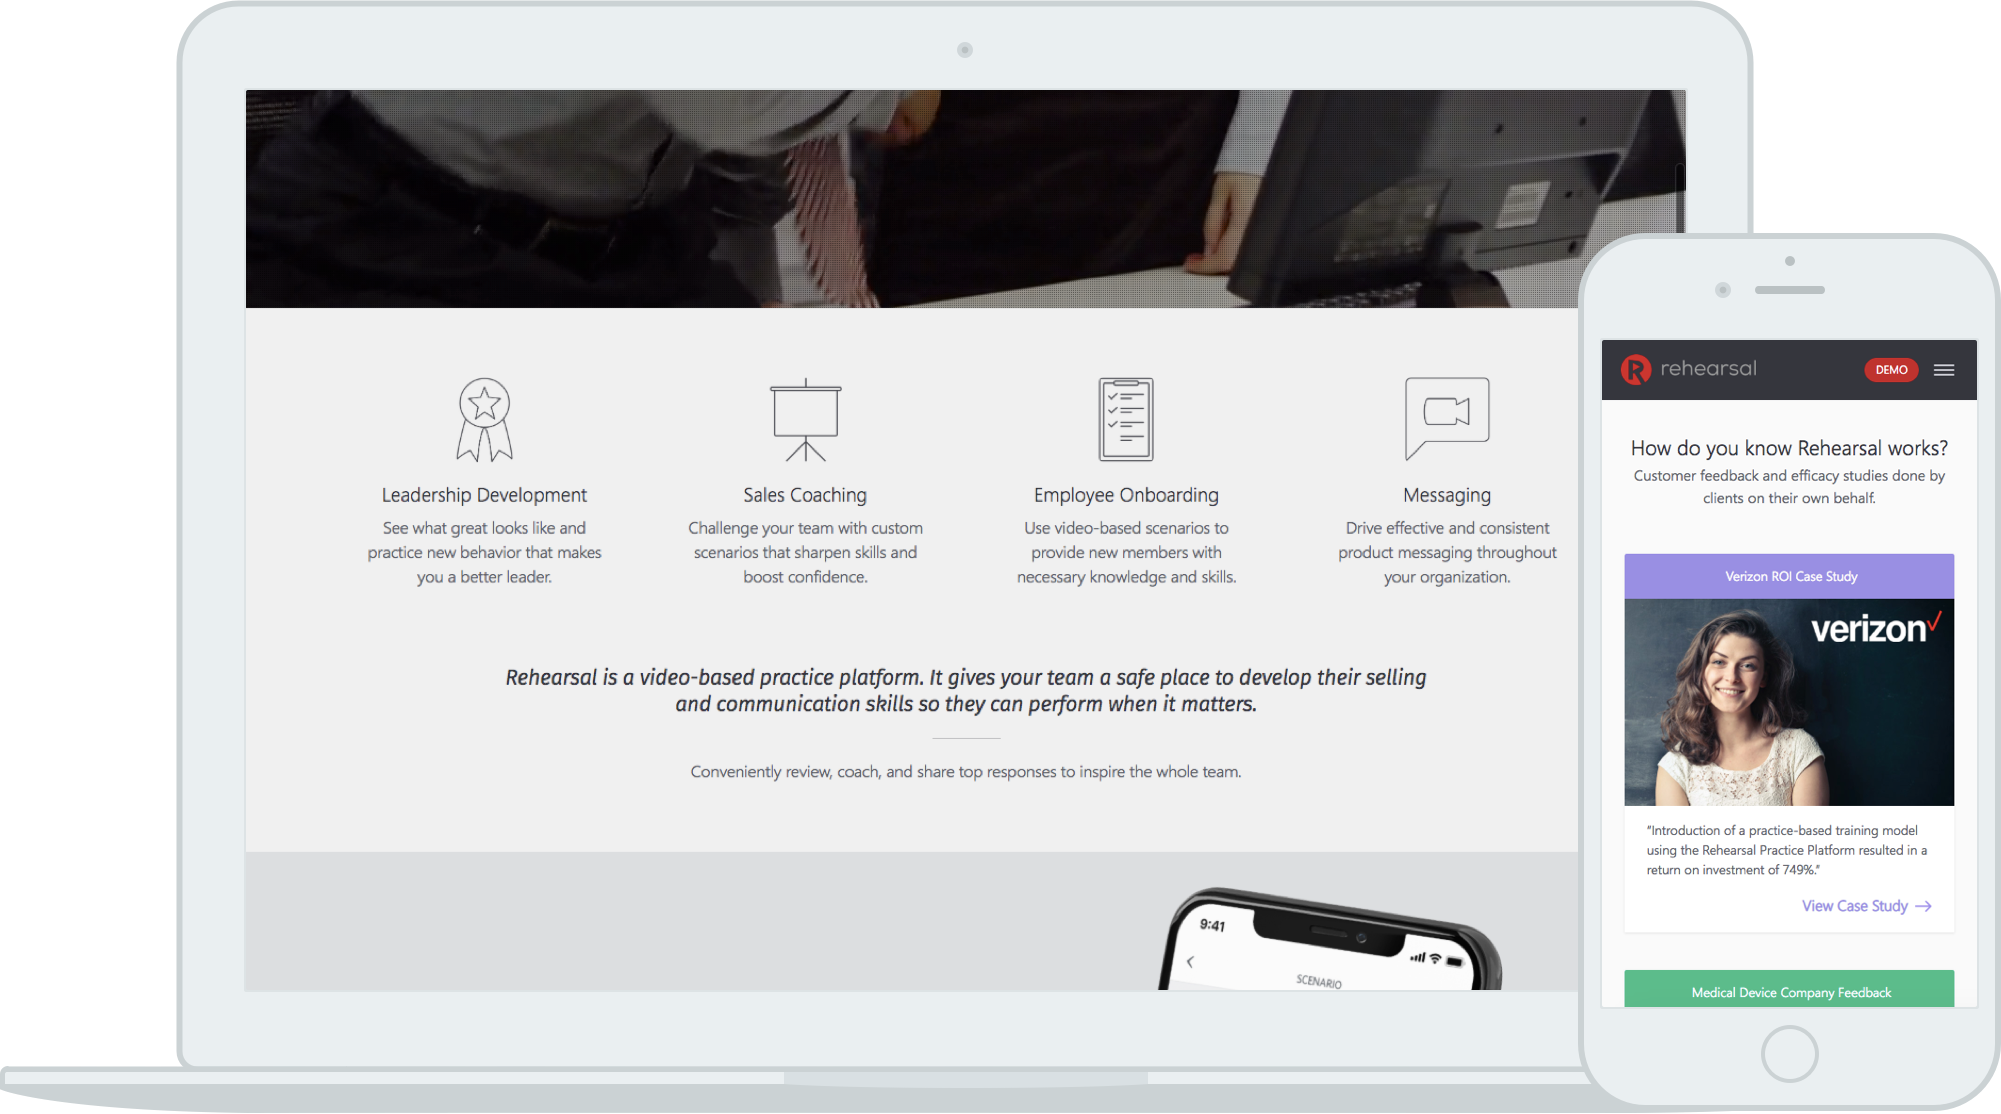 Leadership Development
See what great looks like and
practice new behavior that makes
you a better leader.
Sales Coaching
Challenge your team with custom
scenarios that sharpen skills and
boost confidence.
Employee Onboarding
Use video-based scenarios to
provide new members with
necessary knowledge and skills.
Messaging
Drive effective and consistent
product messaging throughout
your organization.
Rehearsal is a video-based practice platform. It gives your team a safe place to develop their selling
and communication skills so they can perform when it matters.
Conveniently review, coach, and share top responses to inspire the whole team.
9:41
SCENARIO
R rehearsal
DEMO
How do you know Rehearsal works?
Customer feedback and efficacy studies done by
clients on their own behalf.
Verizon ROI Case Study
verizon
"Introduction of a practice-based training model
using the Rehearsal Practice Platform resulted in a
return on investment of 749%."
View Case Study →
Medical Device Company Feedback